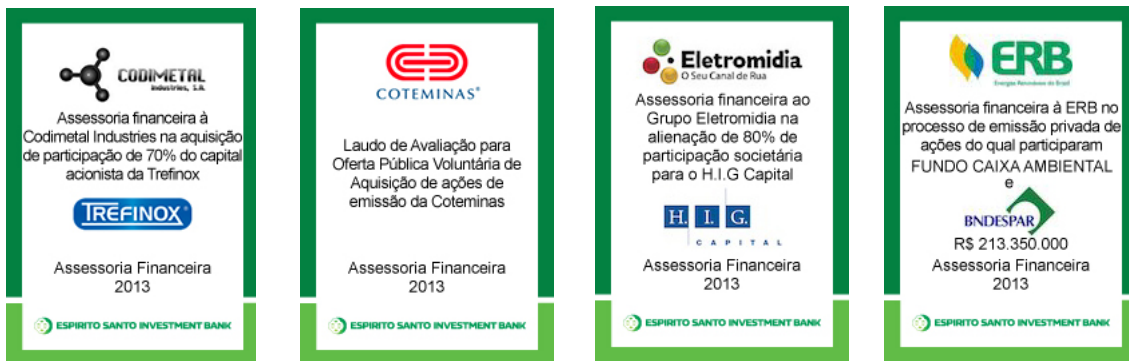 CODIMETAL
Industries, S.A.
Assessoria financeira à
Codimetal Industries na aquisição
de participação de 70% do capital
acionista da Trefinox
TREFINOX
Assessoria Financeira
2013
ESPIRITO SANTO INVESTMENT BANK
COTEMINAS®
Laudo de Avaliação para
Oferta Pública Voluntária de
Aquisição de ações de
emissão da Coteminas
Assessoria Financeira
2013
ESPIRITO SANTO INVESTMENT BANK
Eletromidia
O Seu Canal de Rua
Assessoria financeira ao
Grupo Eletromidia na
alienação de 80% de
participação societária
para o H.I.G Capital
H. I. G.
CAPITAL
Assessoria Financeira
2013
ESPIRITO SANTO INVESTMENT BANK
ERB
Energias Renováveis do Brasil
Assessoria financeira à ERB no
processo de emissão privada de
ações do qual participaram
FUNDO CAIXA AMBIENTAL
e
BNDESPAR
R$ 213.350.000
Assessoria Financeira
2013
ESPIRITO SANTO INVESTMENT BANK